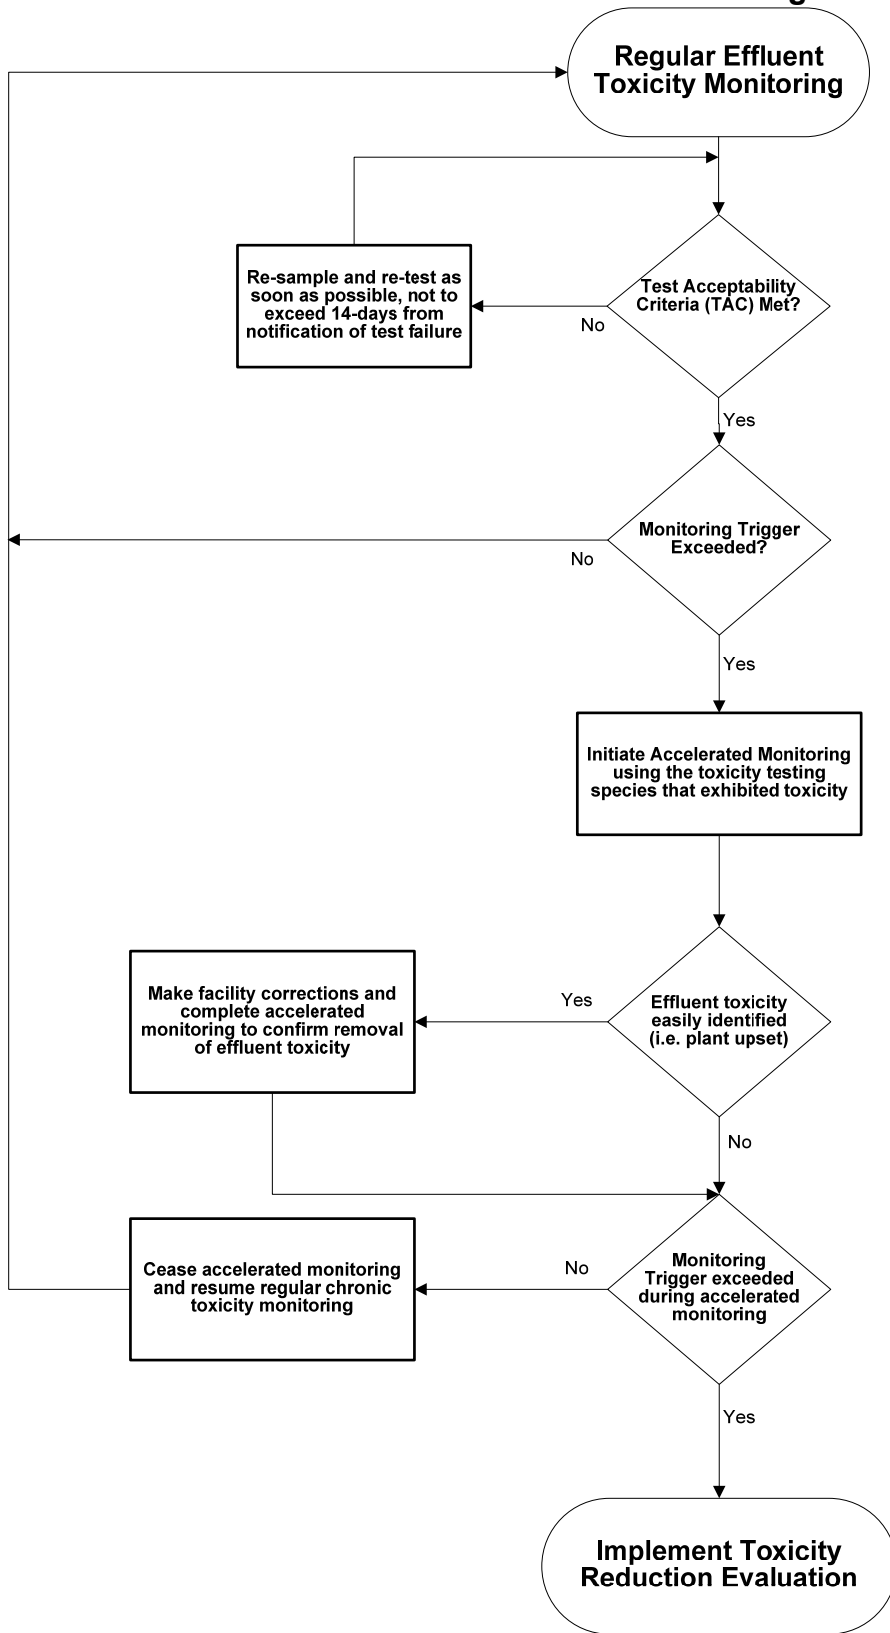 Regular Effluent
Toxicity Monitoring
Re-sample and re-test as
soon as possible, not to
exceed 14-days from
notification of test failure
Test Acceptability
Criteria (TAC) Met?
No
Yes
Monitoring Trigger
Exceeded?
No
Yes
Initiate Accelerated Monitoring
using the toxicity testing
species that exhibited toxicity
Make facility corrections and
complete accelerated
monitoring to confirm removal
of effluent toxicity
Yes
Effluent toxicity
easily identified
(i.e. plant upset)
No
Cease accelerated monitoring
and resume regular chronic
toxicity monitoring
No
Monitoring
Trigger exceeded
during accelerated
monitoring
Yes
Implement Toxicity
Reduction Evaluation